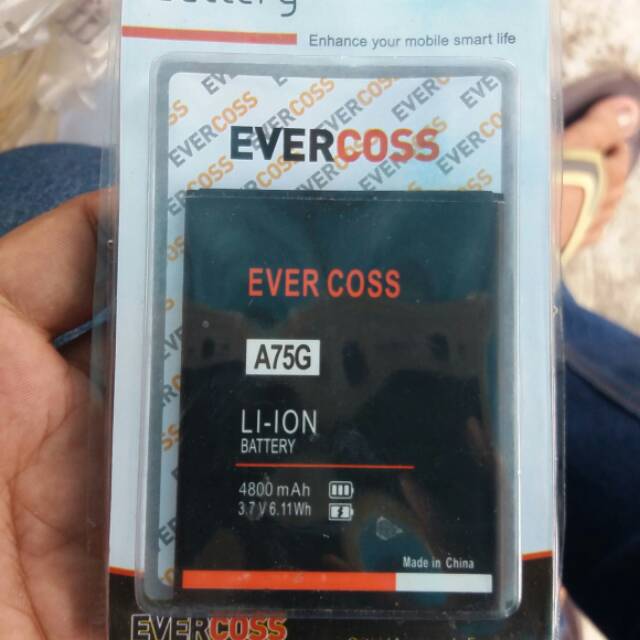 Battery
Enhance your mobile smart life
EVERCOSS
EVER COSS
A75G
LI-ION
BATTERY
4800 mAh
3.7 V 6.11Wh
Made in China
EVERCOSS